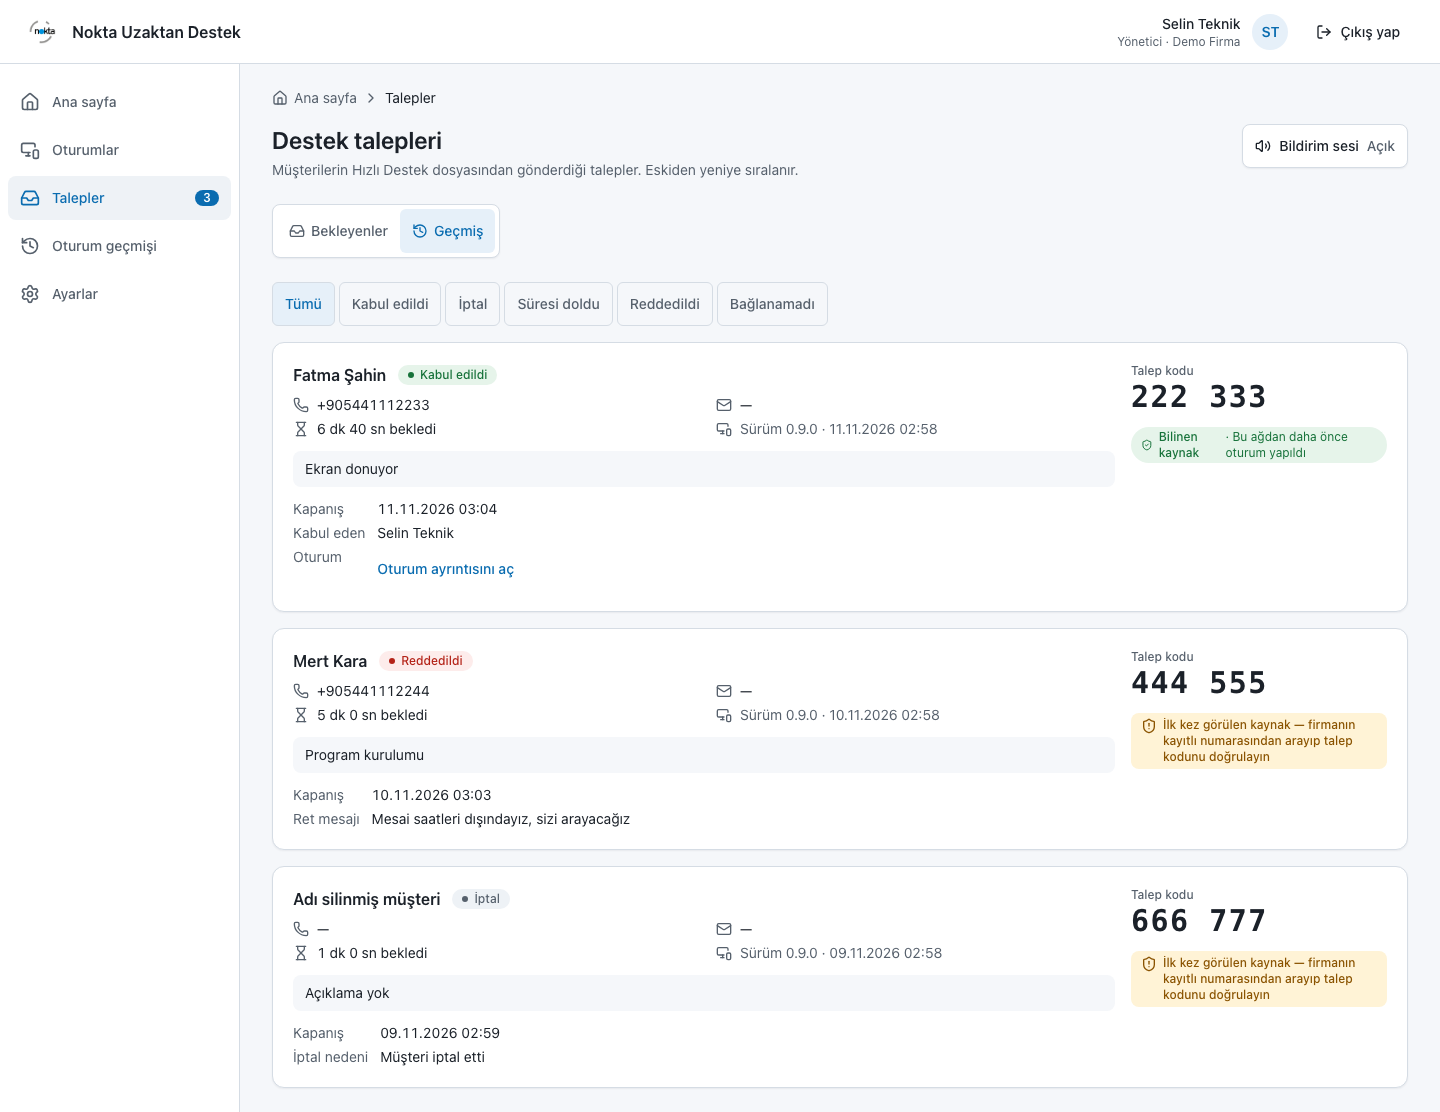 nokta
Nokta Uzaktan Destek
Selin Teknik
Yönetici · Demo Firma
ST
Çıkış yap
Ana sayfa
Oturumlar
Talepler
3
Oturum geçmişi
Ayarlar
Ana sayfa
Talepler
Destek talepleri
Müşterilerin Hızlı Destek dosyasından gönderdiği talepler. Eskiden yeniye sıralanır.
Bildirim sesi Açık
Bekleyenler
Geçmiş
Tümü
Kabul edildi
İptal
Süresi doldu
Reddedildi
Bağlanamadı
Fatma Şahin
Kabul edildi
+905441112233
—
6 dk 40 sn bekledi
Sürüm 0.9.0 · 11.11.2026 02:58
Ekran donuyor
Kapanış 11.11.2026 03:04
Kabul eden Selin Teknik
Oturum
Oturum ayrıntısını aç
Talep kodu
222 333
Bilinen
kaynak
· Bu ağdan daha önce
oturum yapıldı
Mert Kara
Reddedildi
+905441112244
—
5 dk 0 sn bekledi
Sürüm 0.9.0 · 10.11.2026 02:58
Program kurulumu
Kapanış 10.11.2026 03:03
Ret mesajı Mesai saatleri dışındayız, sizi arayacağız
Talep kodu
444 555
İlk kez görülen kaynak — firmanın
kayıtlı numarasından arayıp talep
kodunu doğrulayın
Adı silinmiş müşteri
İptal
—
—
1 dk 0 sn bekledi
Sürüm 0.9.0 · 09.11.2026 02:58
Açıklama yok
Kapanış 09.11.2026 02:59
İptal nedeni Müşteri iptal etti
Talep kodu
666 777
İlk kez görülen kaynak — firmanın
kayıtlı numarasından arayıp talep
kodunu doğrulayın